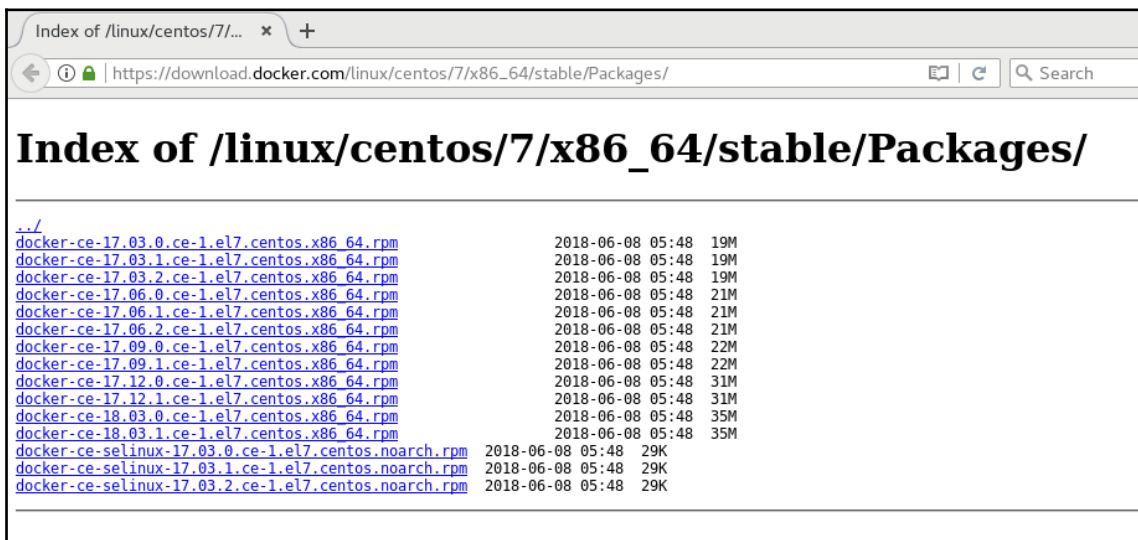 Index of /linux/centos/7/...
https://download.docker.com/linux/centos/7/x86_64/stable/Packages/
Search
Index of /linux/centos/7/x86_64/stable/Packages/
../
docker-ce-17.03.0.ce-1.el7.centos.x86_64.rpm 2018-06-08 05:48 19M
docker-ce-17.03.1.ce-1.el7.centos.x86_64.rpm 2018-06-08 05:48 19M
docker-ce-17.03.2.ce-1.el7.centos.x86_64.rpm 2018-06-08 05:48 19M
docker-ce-17.06.0.ce-1.el7.centos.x86_64.rpm 2018-06-08 05:48 21M
docker-ce-17.06.1.ce-1.el7.centos.x86_64.rpm 2018-06-08 05:48 21M
docker-ce-17.06.2.ce-1.el7.centos.x86_64.rpm 2018-06-08 05:48 21M
docker-ce-17.09.0.ce-1.el7.centos.x86_64.rpm 2018-06-08 05:48 22M
docker-ce-17.09.1.ce-1.el7.centos.x86_64.rpm 2018-06-08 05:48 22M
docker-ce-17.12.0.ce-1.el7.centos.x86_64.rpm 2018-06-08 05:48 31M
docker-ce-17.12.1.ce-1.el7.centos.x86_64.rpm 2018-06-08 05:48 31M
docker-ce-18.03.0.ce-1.el7.centos.x86_64.rpm 2018-06-08 05:48 35M
docker-ce-18.03.1.ce-1.el7.centos.x86_64.rpm 2018-06-08 05:48 35M
docker-ce-selinux-17.03.0.ce-1.el7.centos.noarch.rpm 2018-06-08 05:48 29K
docker-ce-selinux-17.03.1.ce-1.el7.centos.noarch.rpm 2018-06-08 05:48 29K
docker-ce-selinux-17.03.2.ce-1.el7.centos.noarch.rpm 2018-06-08 05:48 29K